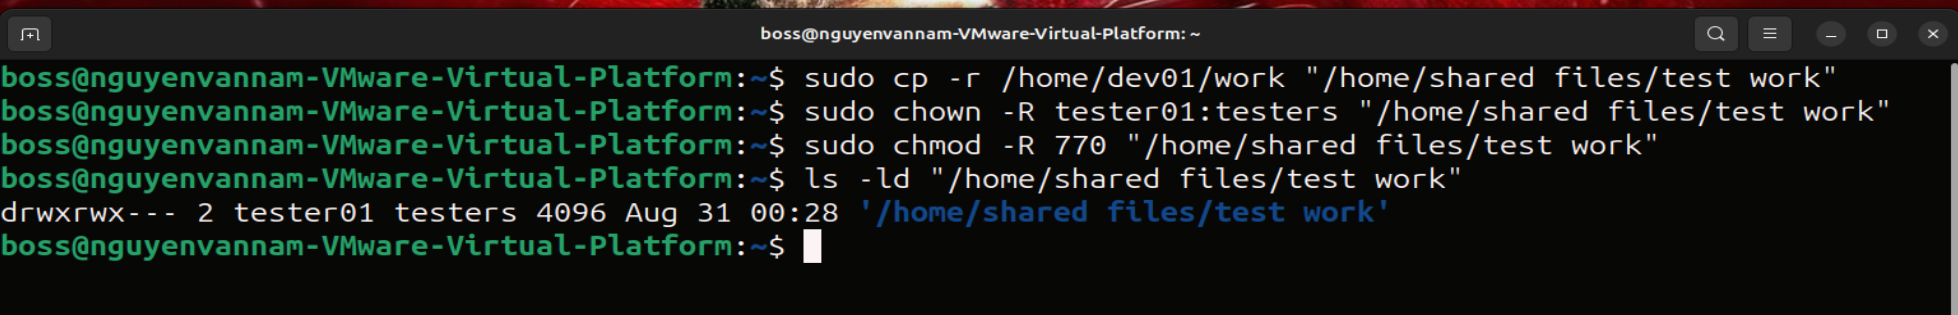 boss@nguyenvannam-VMware-Virtual-Platform: ~
boss@nguyenvannam-VMware-Virtual-Platform:~$ sudo cp -r /home/dev01/work "/home/shared files/test work"
boss@nguyenvannam-VMware-Virtual-Platform:~$ sudo chown -R tester01:testers "/home/shared files/test work"
boss@nguyenvannam-VMware-Virtual-Platform:~$ sudo chmod -R 770 "/home/shared files/test work"
boss@nguyenvannam-VMware-Virtual-Platform:~$ ls -ld "/home/shared files/test work"
drwxrwx--- 2 tester01 testers 4096 Aug 31 00:28 '/home/shared files/test work'
boss@nguyenvannam-VMware-Virtual-Platform:~$